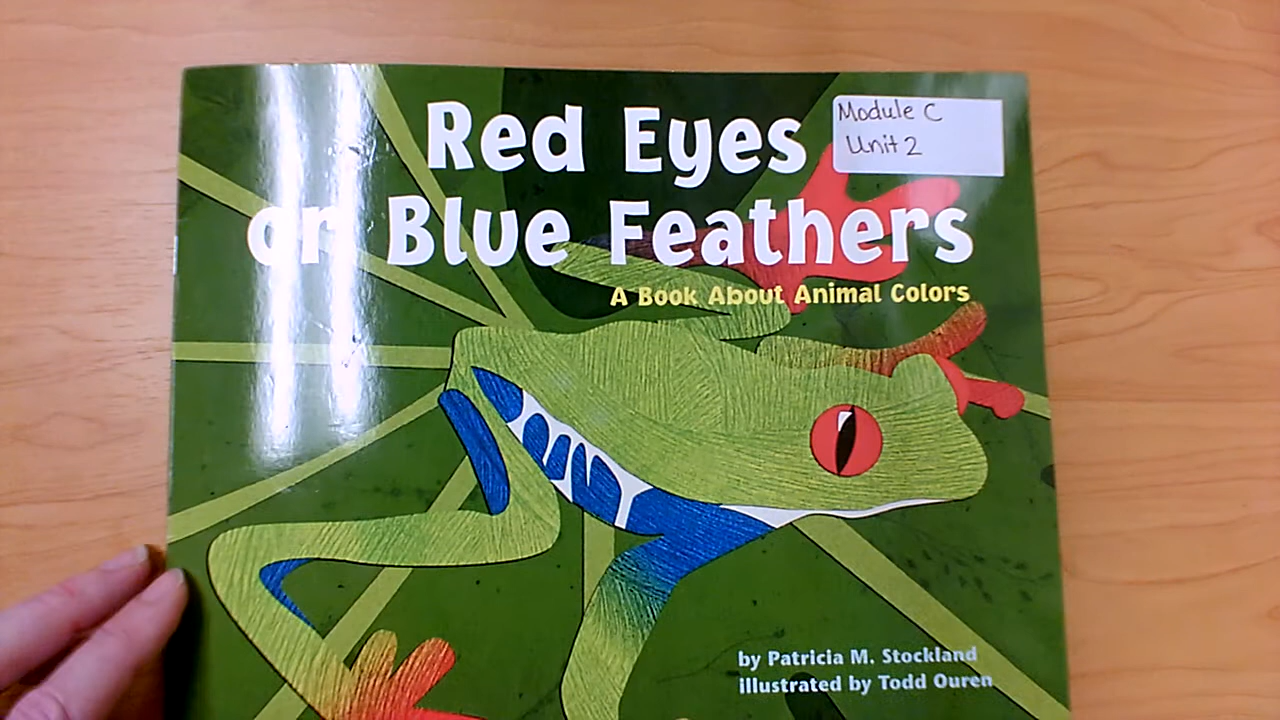 Red Eyes
or Blue Feathers
A Book About Animal Colors
Module C
Unit 2
by Patricia M. Stockland
illustrated by Todd Ouren